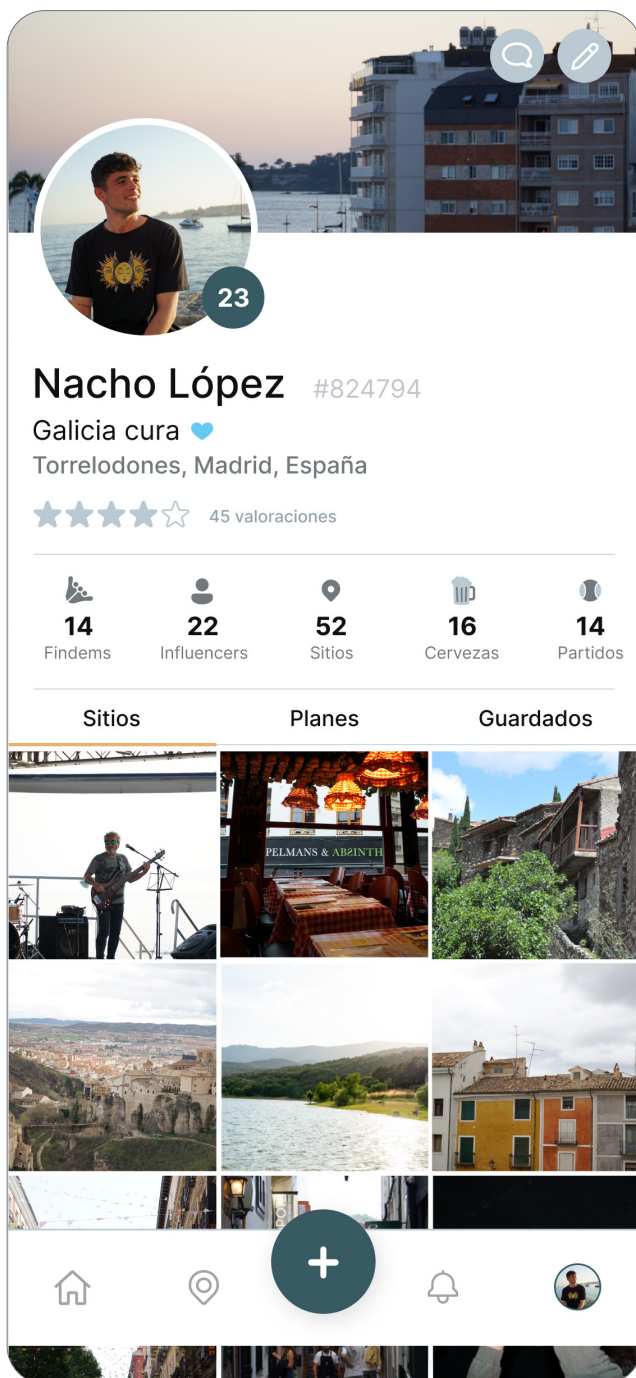 23
Nacho López #824794
Galicia cura 🩵
Torrelodones, Madrid, España
45 valoraciones
14 22 52 16 14
Findems Influencers Sitios Cervezas Partidos
Sitios Planes Guardados
PELMANS & ABSINTH